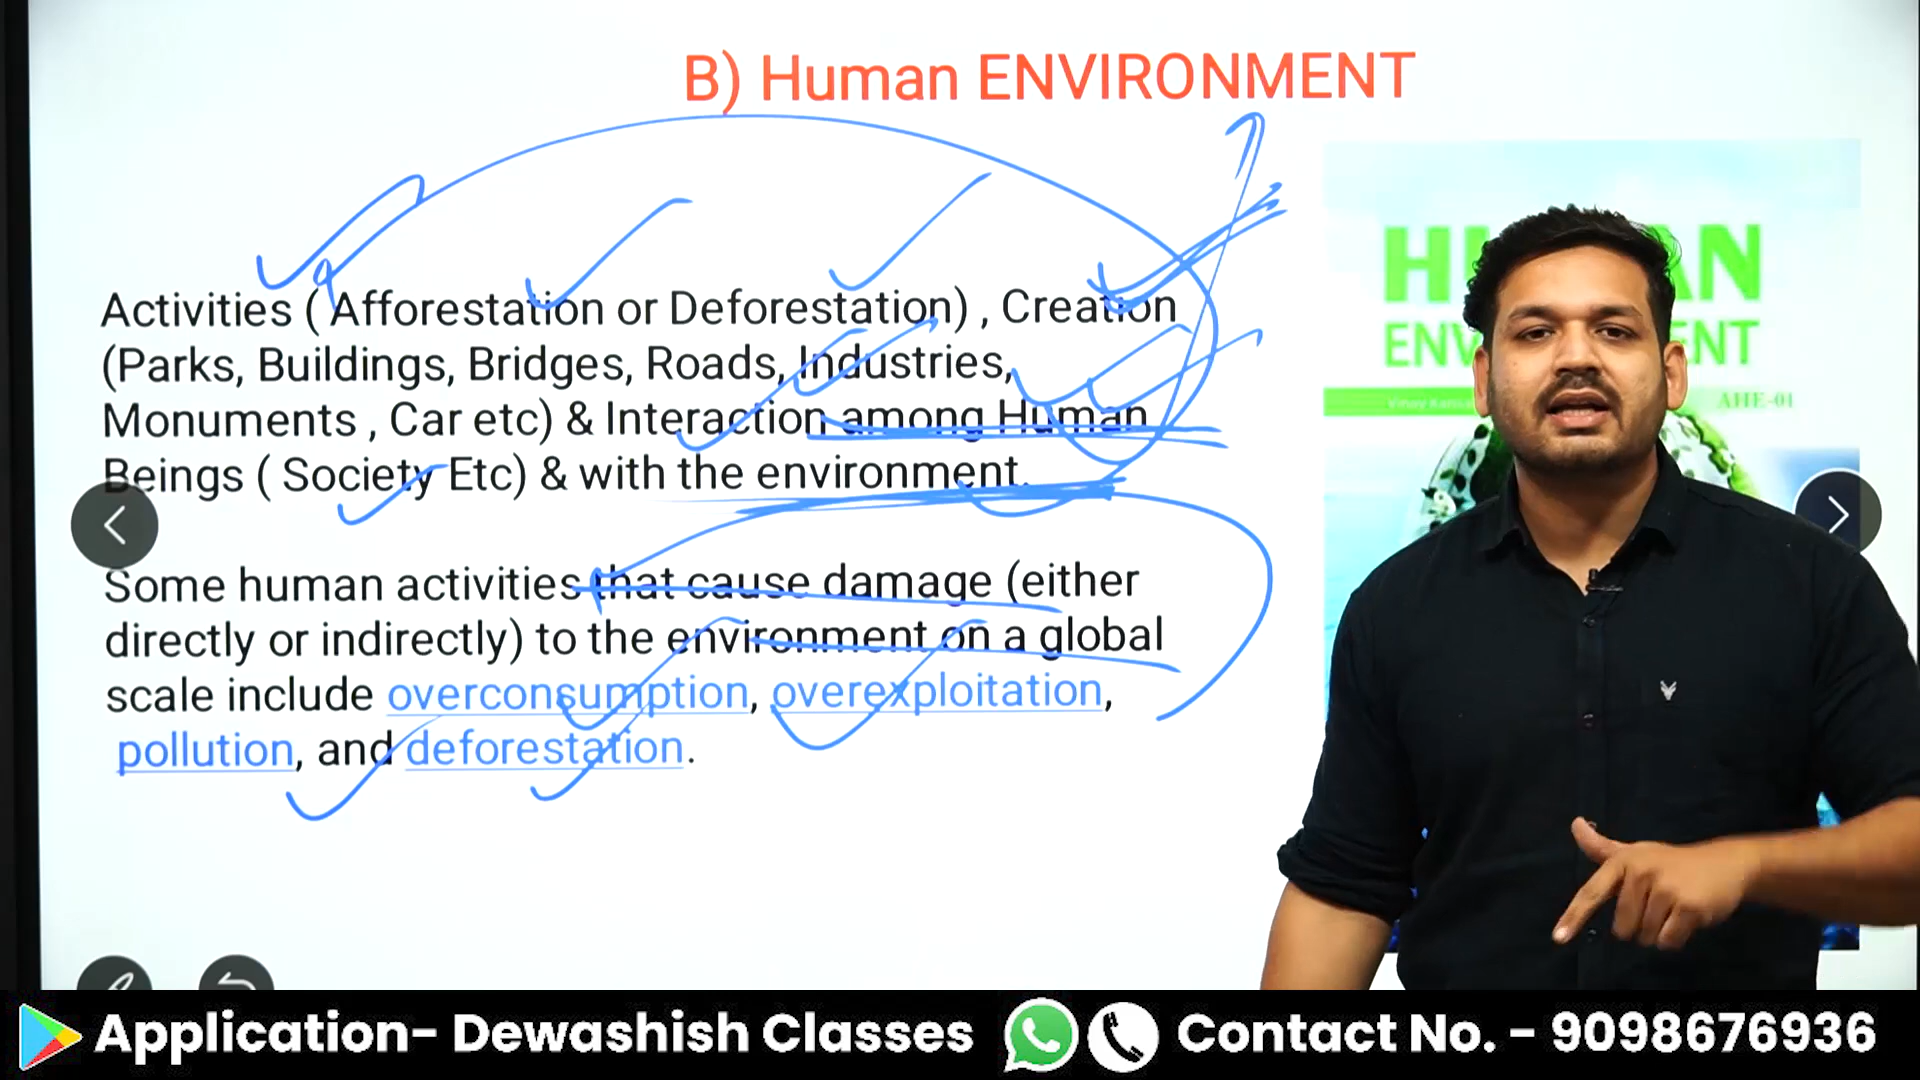 B) Human ENVIRONMENT
Activities ( Afforestation or Deforestation) , Creation
(Parks, Buildings, Bridges, Roads, Industries,
Monuments , Car etc) & Interaction among Human
Beings ( Society Etc) & with the environment.
Some human activities that cause damage (either
directly or indirectly) to the environment on a global
scale include overconsumption, overexploitation,
pollution, and deforestation.
AHE-01
Application- Dewashish Classes
Contact No. - 9098676936